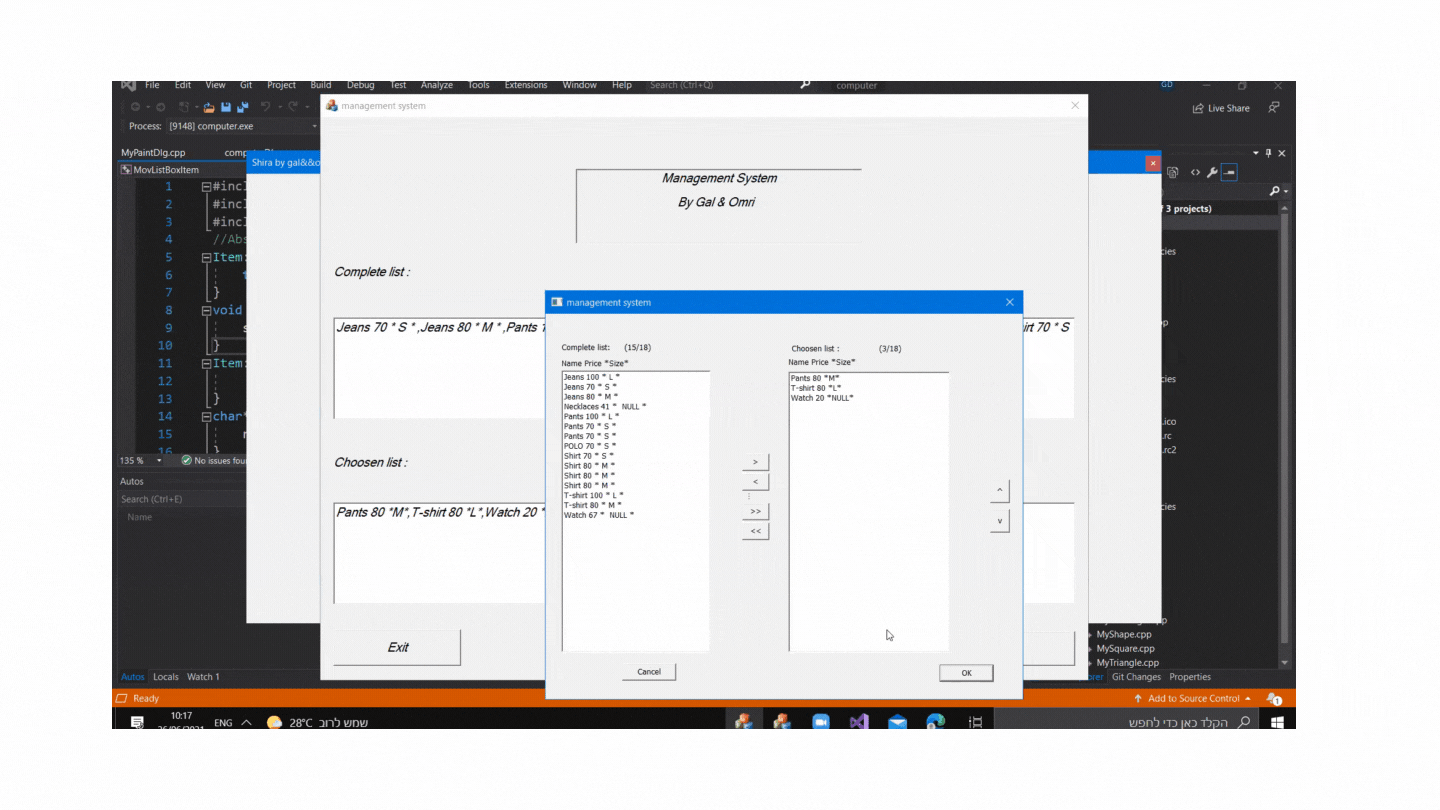 File Edit View Git Project Build Debug Test Analyze Tools Extensions Window Help Search (Ctrl+Q) computer GD
Live Share
Process: [9148] computer.exe
management system
MyPaintDlg.cpp
MovListBoxItem
Shira by gal&&o
1 #incl
2 #incl
3 #incl
4 //Abs
5 Item:
6
7 }
8 void
9 s
10 }
11 Item:
12
13 }
14 char*
15
16 }
135 % No issues foun
Autos
Search (Ctrl+E)
Name
Autos Locals Watch 1
Management System
By Gal & Omri
Complete list :
Jeans 70 * S * ,Jeans 80 * M * ,Pants 1
irt 70 * S
Choosen list :
Pants 80 *M*,T-shirt 80 *L*,Watch 20 *
Exit
management system
Complete list: (15/18)
Name Price *Size*
Jeans 100 * L *
Jeans 70 * S *
Jeans 80 * M *
Necklaces 41 * NULL *
Pants 100 * L *
Pants 70 * S *
Pants 70 * S *
POLO 70 * S *
Shirt 70 * S *
Shirt 80 * M *
Shirt 80 * M *
Shirt 80 * M *
T-shirt 100 * L *
T-shirt 80 * M *
Watch 67 * NULL *
>
<
>>
<<
Choosen list : (3/18)
Name Price *Size*
Pants 80 *M*
T-shirt 80 *L*
Watch 20 *NULL*
^
v
Cancel
OK
f 3 projects)
cies
p
cies
.ico
.rc
rc2
cies
MyShape.cpp
MySquare.cpp
MyTriangle.cpp
orer Git Changes Properties
Ready
Add to Source Control
1
10:17
ENG
28°C שמש לרוב
הקלד כאן כדי לחפש